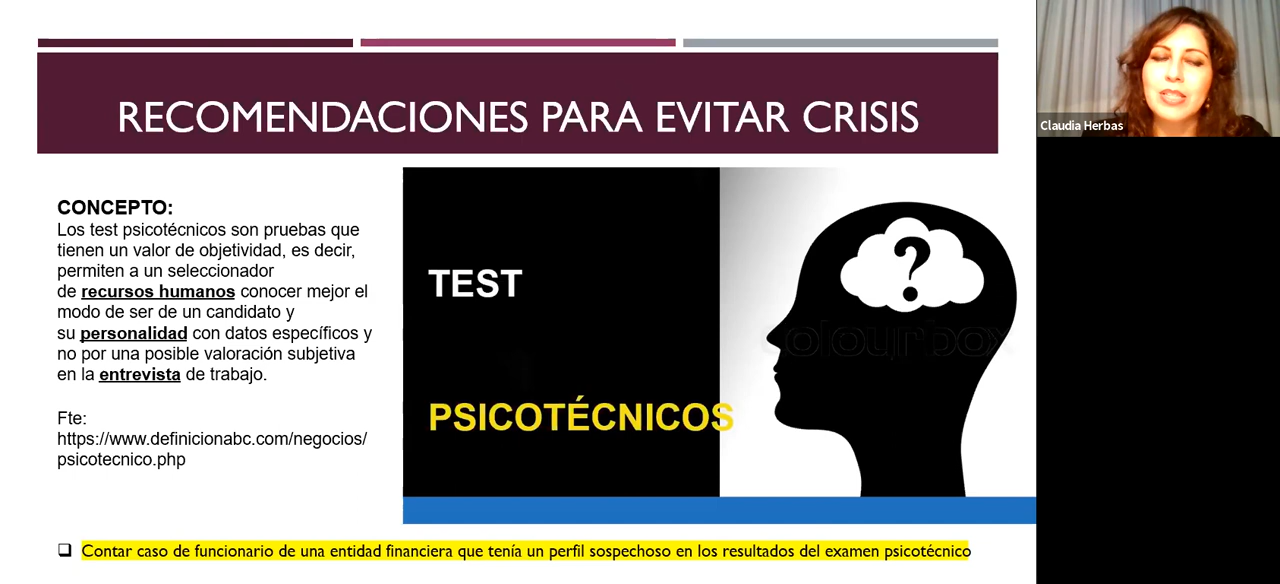 RECOMENDACIONES PARA EVITAR CRISIS
Claudia Herbas
CONCEPTO:
Los test psicotécnicos son pruebas que
tienen un valor de objetividad, es decir,
permiten a un seleccionador
de recursos humanos conocer mejor el
modo de ser de un candidato y
su personalidad con datos específicos y
no por una posible valoración subjetiva
en la entrevista de trabajo.
Fte:
https://www.definicionabc.com/negocios/
psicotecnico.php
TEST
PSICOTÉCNICOS
?
colourbox
Contar caso de funcionario de una entidad financiera que tenía un perfil sospechoso en los resultados del examen psicotécnico